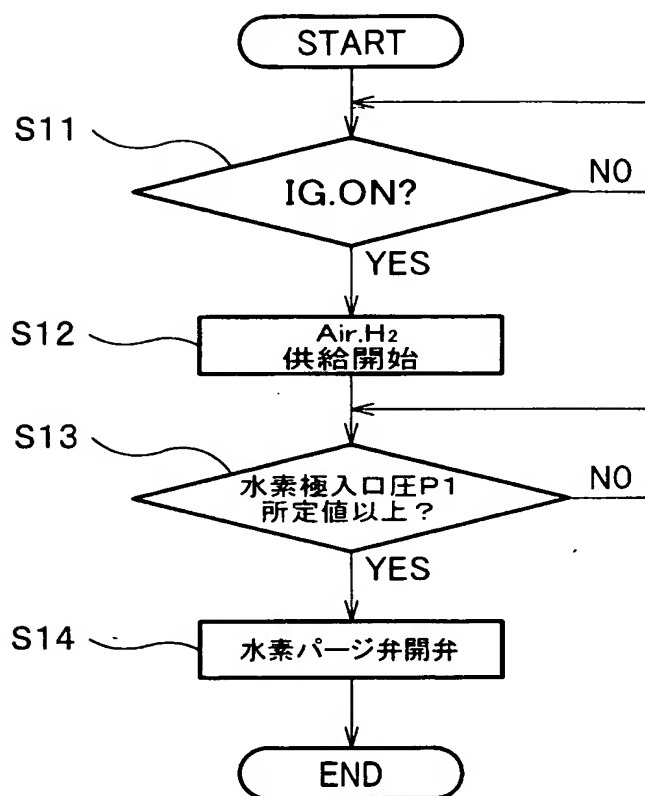 START
S11
IG.ON?
NO
YES
S12
Air.H₂
供給開始
S13
水素極入口圧P1
所定値以上?
NO
YES
S14
水素パージ弁開弁
END